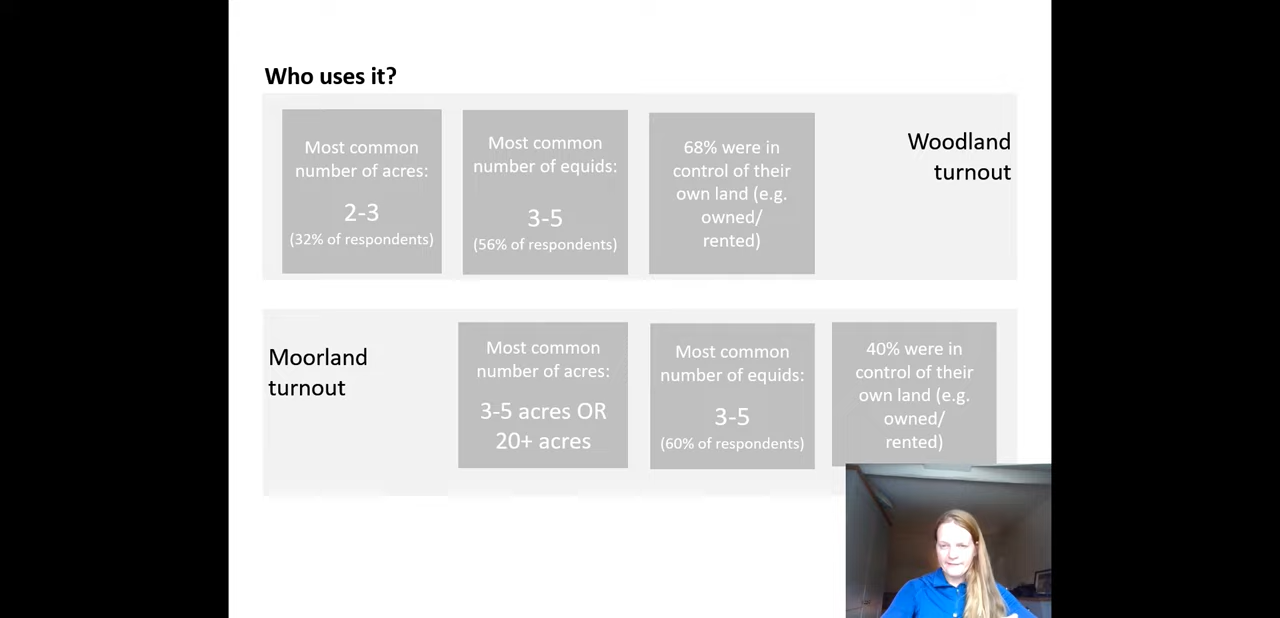 Who uses it?
Most common
number of acres:
2-3
(32% of respondents)
Most common
number of equids:
3-5
(56% of respondents)
68% were in
control of their
own land (e.g.
owned/
rented)
Woodland
turnout
Moorland
turnout
Most common
number of acres:
3-5 acres OR
20+ acres
Most common
number of equids:
3-5
(60% of respondents)
40% were in
control of their
own land (e.g.
owned/
rented)